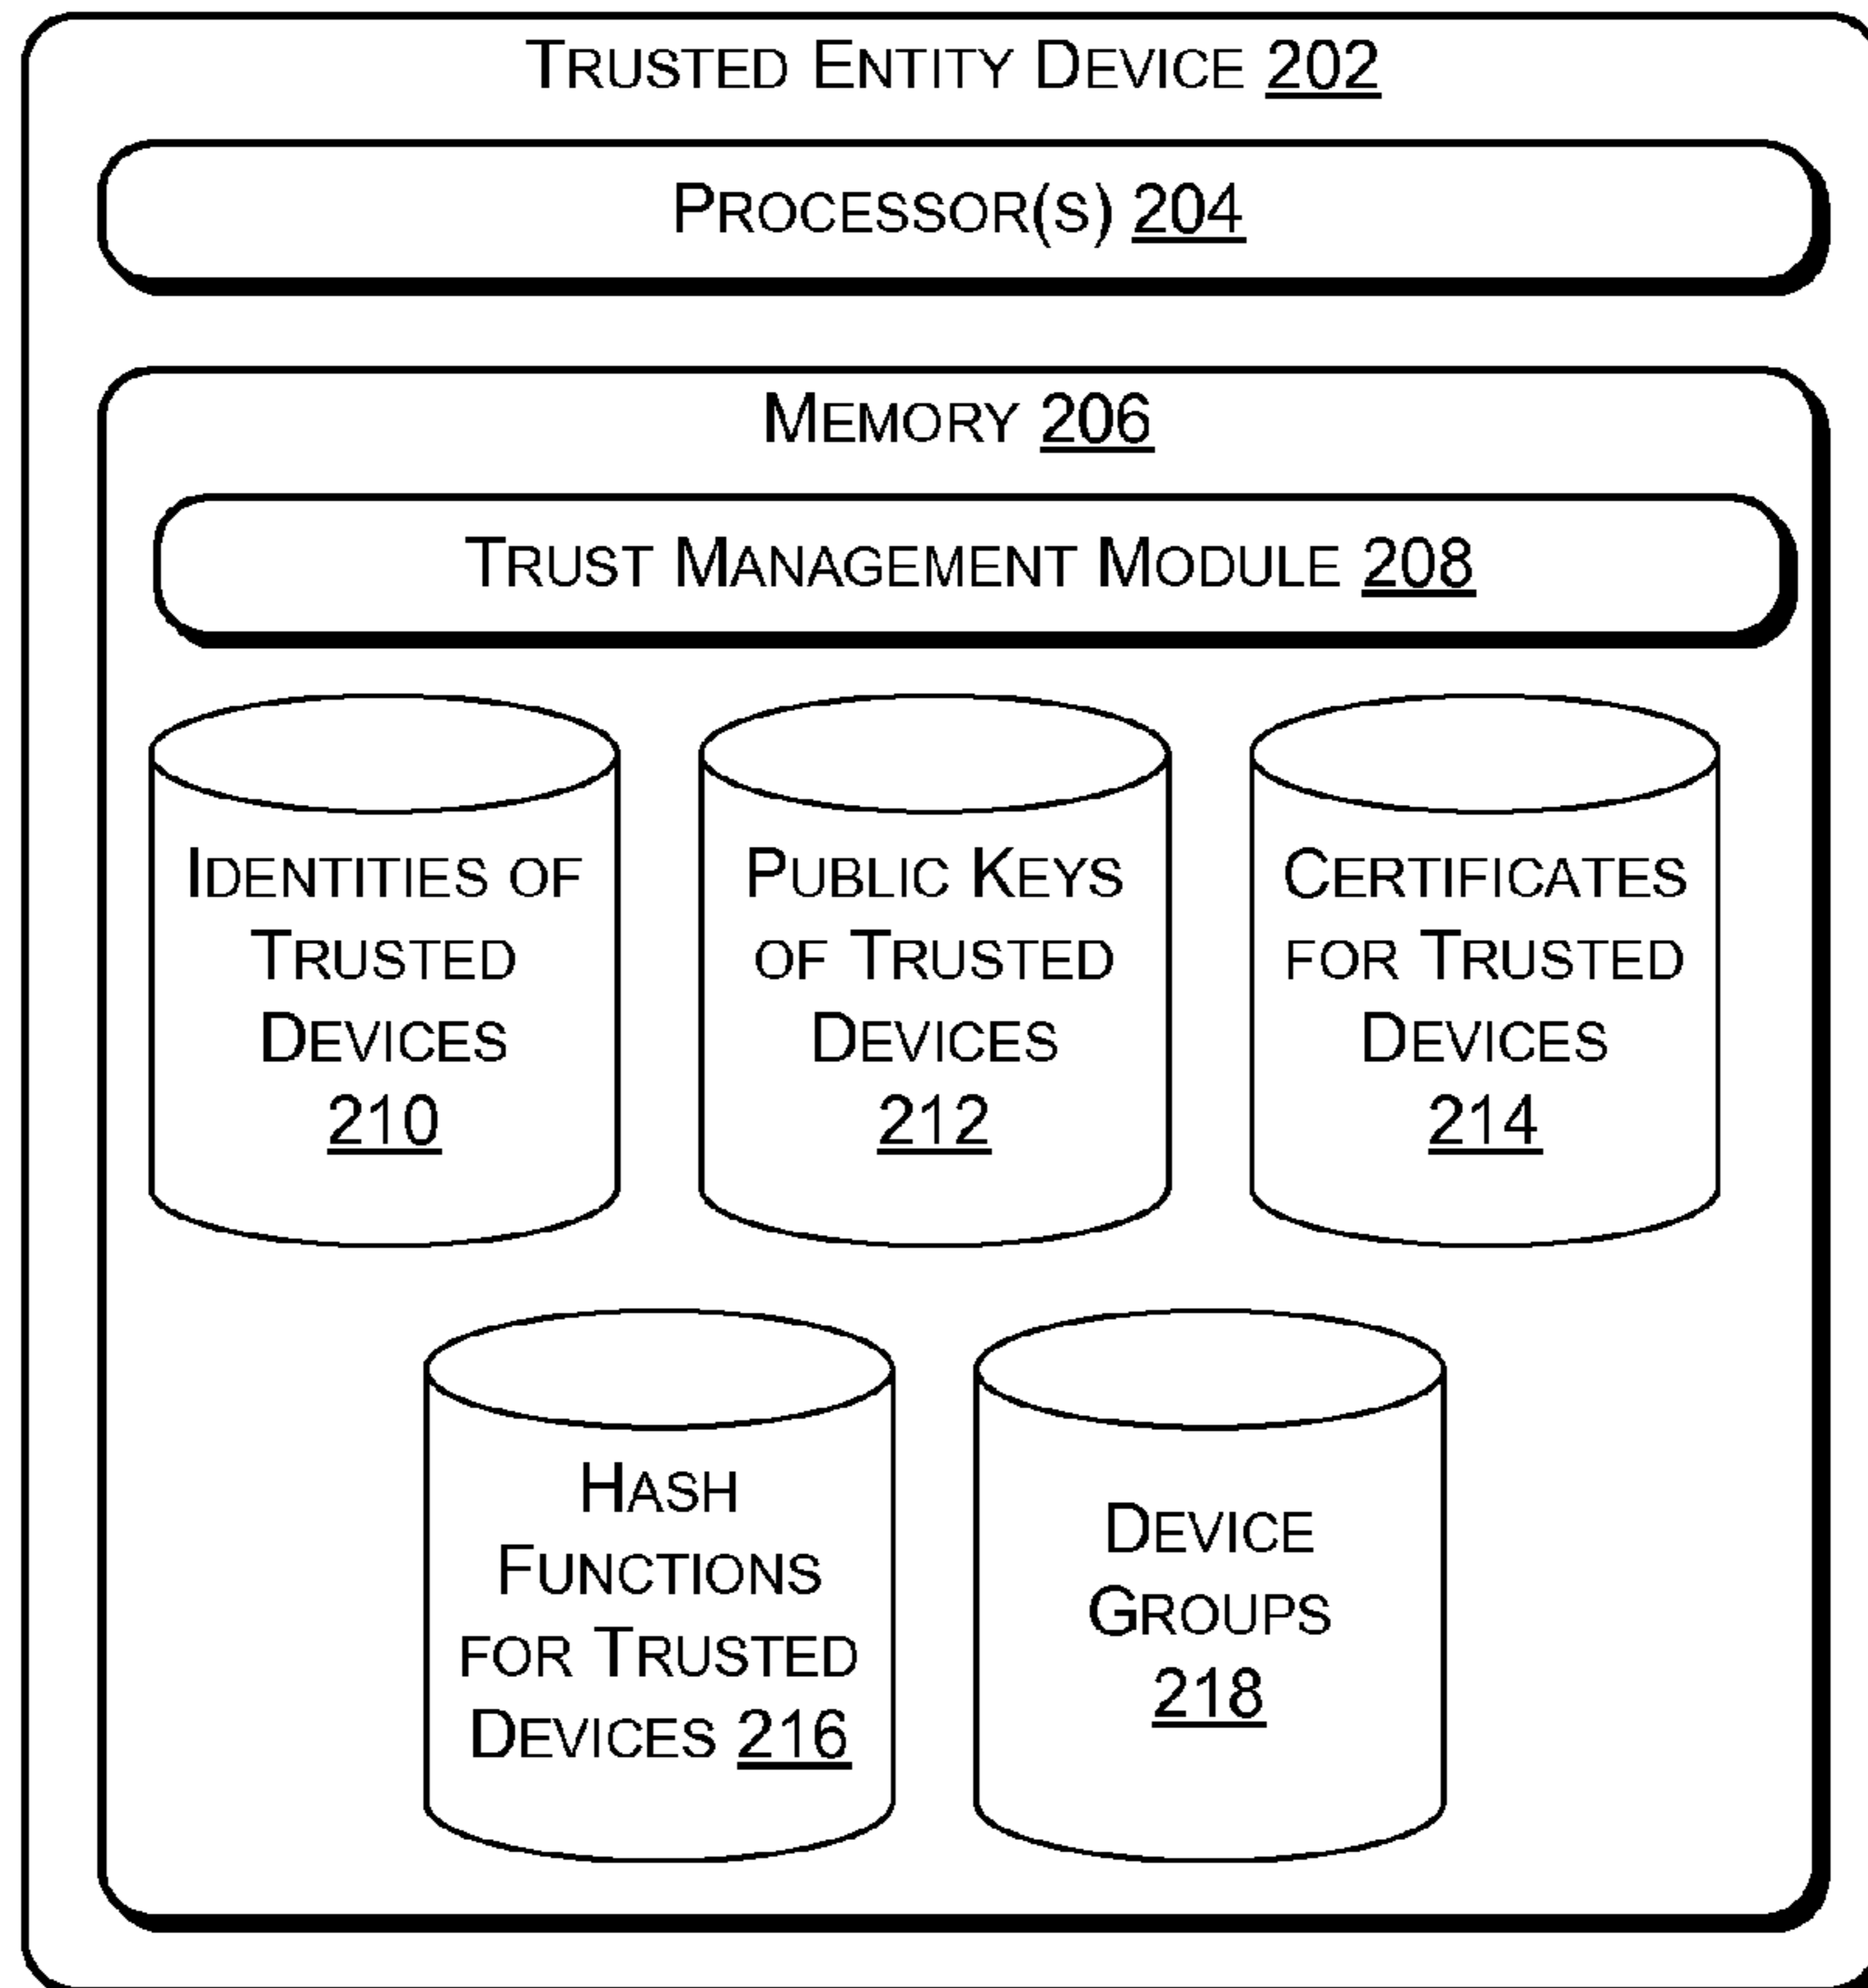 TRUSTED ENTITY DEVICE 202
PROCESSOR(S) 204
MEMORY 206
TRUST MANAGEMENT MODULE 208
IDENTITIES OF
TRUSTED
DEVICES
210
PUBLIC KEYS
OF TRUSTED
DEVICES
212
CERTIFICATES
FOR TRUSTED
DEVICES
214
HASH
FUNCTIONS
FOR TRUSTED
DEVICES 216
DEVICE
GROUPS
218